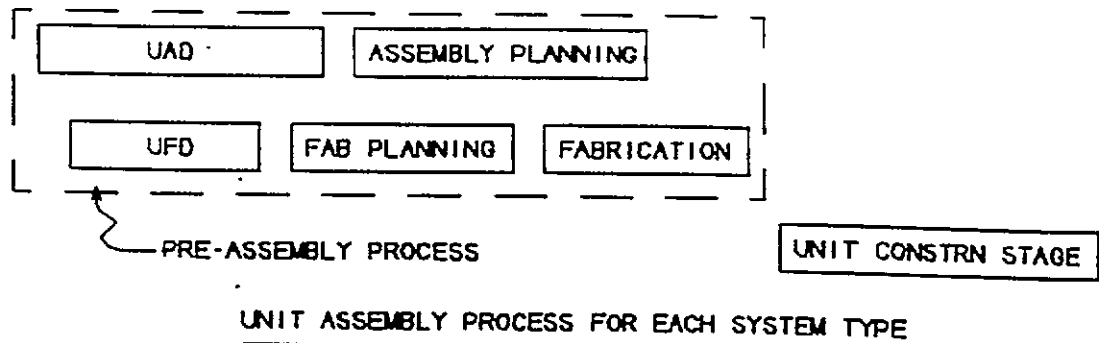 UAD
ASSEMBLY PLANNING
UFD
FAB PLANNING
FABRICATION
PRE-ASSEMBLY PROCESS
UNIT CONSTRN STAGE
UNIT ASSEMBLY PROCESS FOR EACH SYSTEM TYPE